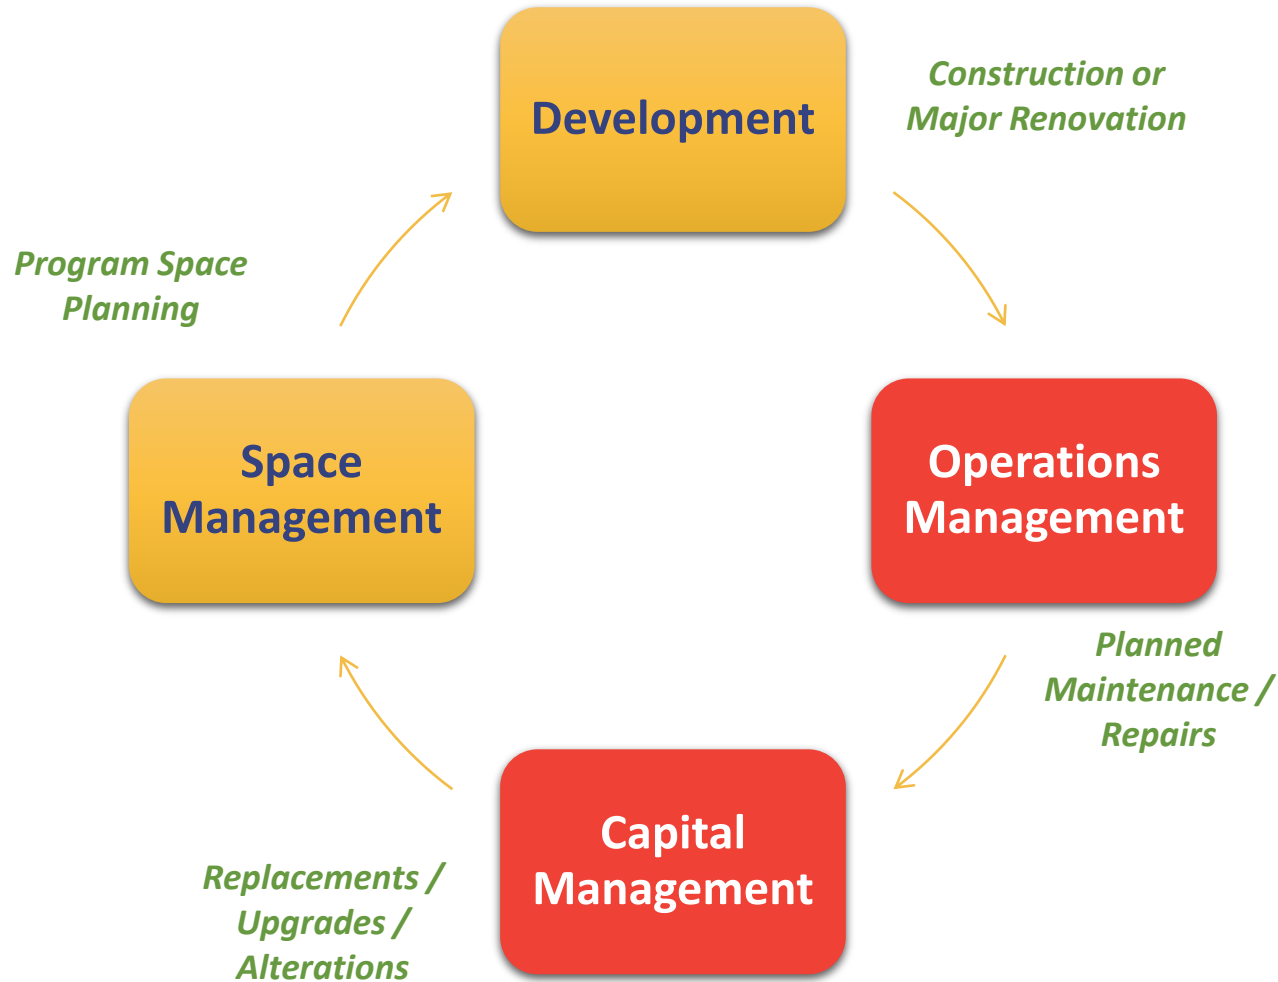 Development
Construction or
Major Renovation
Program Space
Planning
Space
Management
Operations
Management
Planned
Maintenance /
Repairs
Capital
Management
Replacements /
Upgrades /
Alterations